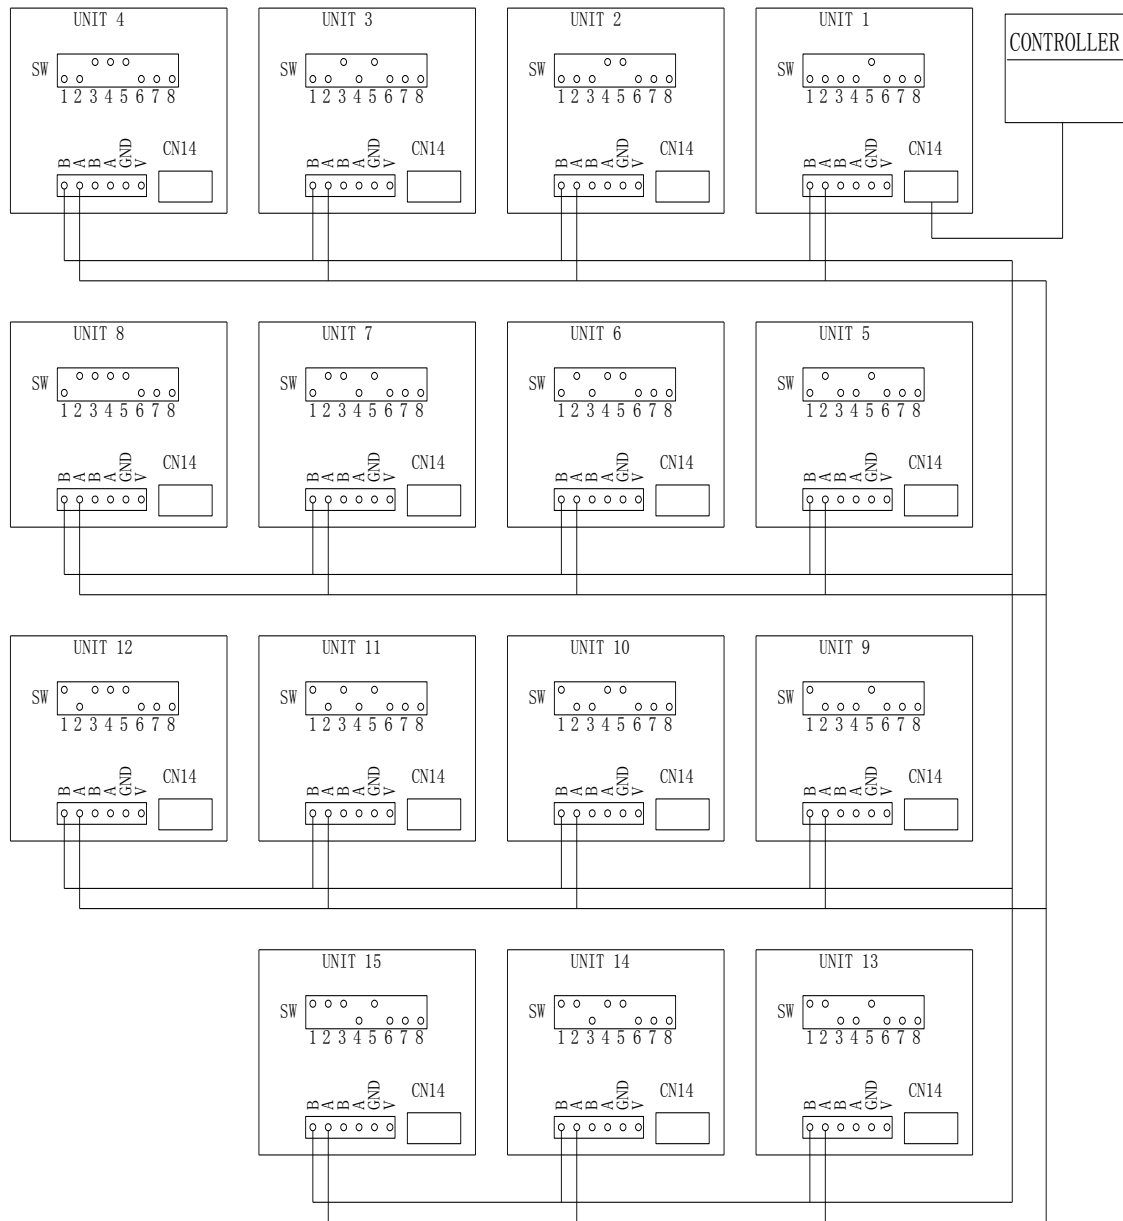 UNIT 4 UNIT 3 UNIT 2 UNIT 1
CONTROLLER
SW SW SW SW
1 2 3 4 5 6 7 8 1 2 3 4 5 6 7 8 1 2 3 4 5 6 7 8 1 2 3 4 5 6 7 8
B A B A GND V CN14 B A B A GND V CN14 B A B A GND V CN14 B A B A GND V CN14
UNIT 8 UNIT 7 UNIT 6 UNIT 5
SW SW SW SW
1 2 3 4 5 6 7 8 1 2 3 4 5 6 7 8 1 2 3 4 5 6 7 8 1 2 3 4 5 6 7 8
B A B A GND V CN14 B A B A GND V CN14 B A B A GND V CN14 B A B A GND V CN14
UNIT 12 UNIT 11 UNIT 10 UNIT 9
SW SW SW SW
1 2 3 4 5 6 7 8 1 2 3 4 5 6 7 8 1 2 3 4 5 6 7 8 1 2 3 4 5 6 7 8
B A B A GND V CN14 B A B A GND V CN14 B A B A GND V CN14 B A B A GND V CN14
UNIT 15 UNIT 14 UNIT 13
SW SW SW
1 2 3 4 5 6 7 8 1 2 3 4 5 6 7 8 1 2 3 4 5 6 7 8
B A B A GND V CN14 B A B A GND V CN14 B A B A GND V CN14